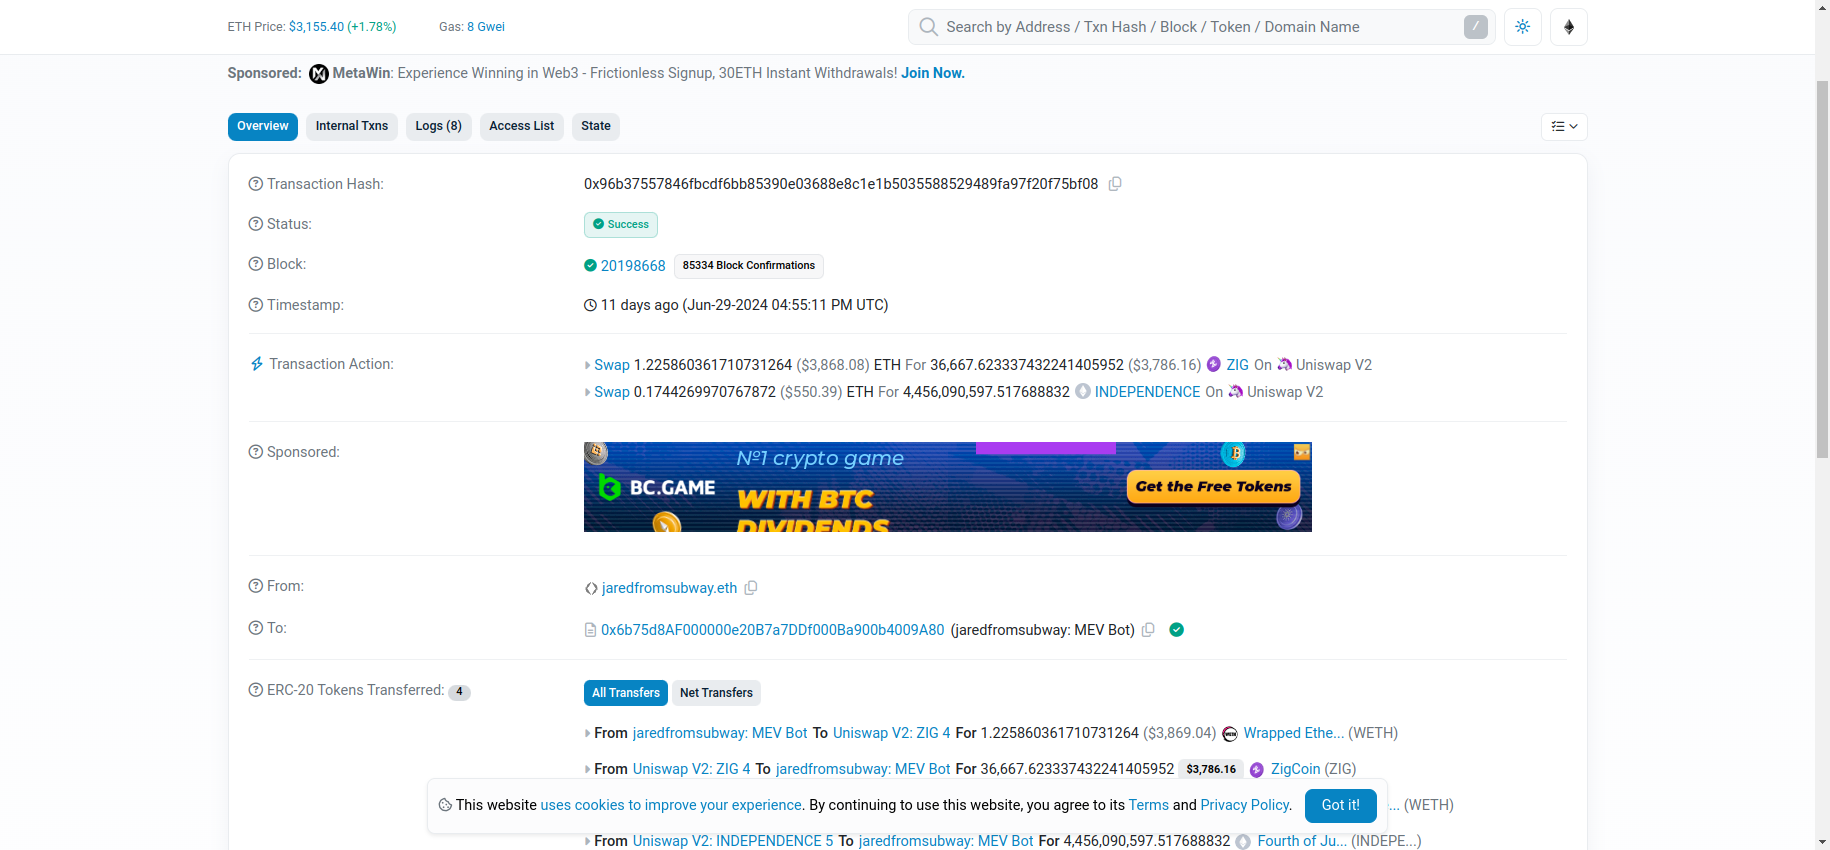 ETH Price: $3,155.40 (+1.78%) Gas: 8 Gwei
Search by Address / Txn Hash / Block / Token / Domain Name /
Sponsored: MetaWin: Experience Winning in Web3 - Frictionless Signup, 30ETH Instant Withdrawals! Join Now.
Overview Internal Txns Logs (8) Access List State
Transaction Hash: 0x96b37557846fbcdf6bb85390e03688e8c1e1b5035588529489fa97f20f75bf08
Status: Success
Block: 20198668 85334 Block Confirmations
Timestamp: 11 days ago (Jun-29-2024 04:55:11 PM UTC)
Transaction Action: Swap 1.225860361710731264 ($3,868.08) ETH For 36,667.623337432241405952 ($3,786.16) ZIG On Uniswap V2
Swap 0.1744269970767872 ($550.39) ETH For 4,456,090,597.517688832 INDEPENDENCE On Uniswap V2
Sponsored:
BC.GAME
Nº1 crypto game
WITH BTC
DIVIDENDS
Get the Free Tokens
From: jaredfromsubway.eth
To: 0x6b75d8AF000000e20B7a7DDf000Ba900b4009A80 (jaredfromsubway: MEV Bot)
ERC-20 Tokens Transferred: 4 All Transfers Net Transfers
From jaredfromsubway: MEV Bot To Uniswap V2: ZIG 4 For 1.225860361710731264 ($3,869.04) Wrapped Ethe... (WETH)
From Uniswap V2: ZIG 4 To jaredfromsubway: MEV Bot For 36,667.623337432241405952 $3,786.16 ZigCoin (ZIG)
This website uses cookies to improve your experience. By continuing to use this website, you agree to its Terms and Privacy Policy. Got it! ... (WETH)
From Uniswap V2: INDEPENDENCE 5 To jaredfromsubway: MEV Bot For 4,456,090,597.517688832 Fourth of Ju... (INDEPE...)